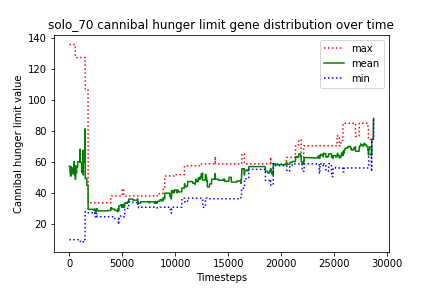 solo_70 cannibal hunger limit gene distribution over time
Cannibal hunger limit value
140
120
100
80
60
40
20
max
mean
min
0
5000
10000
15000
20000
25000
30000
Timesteps